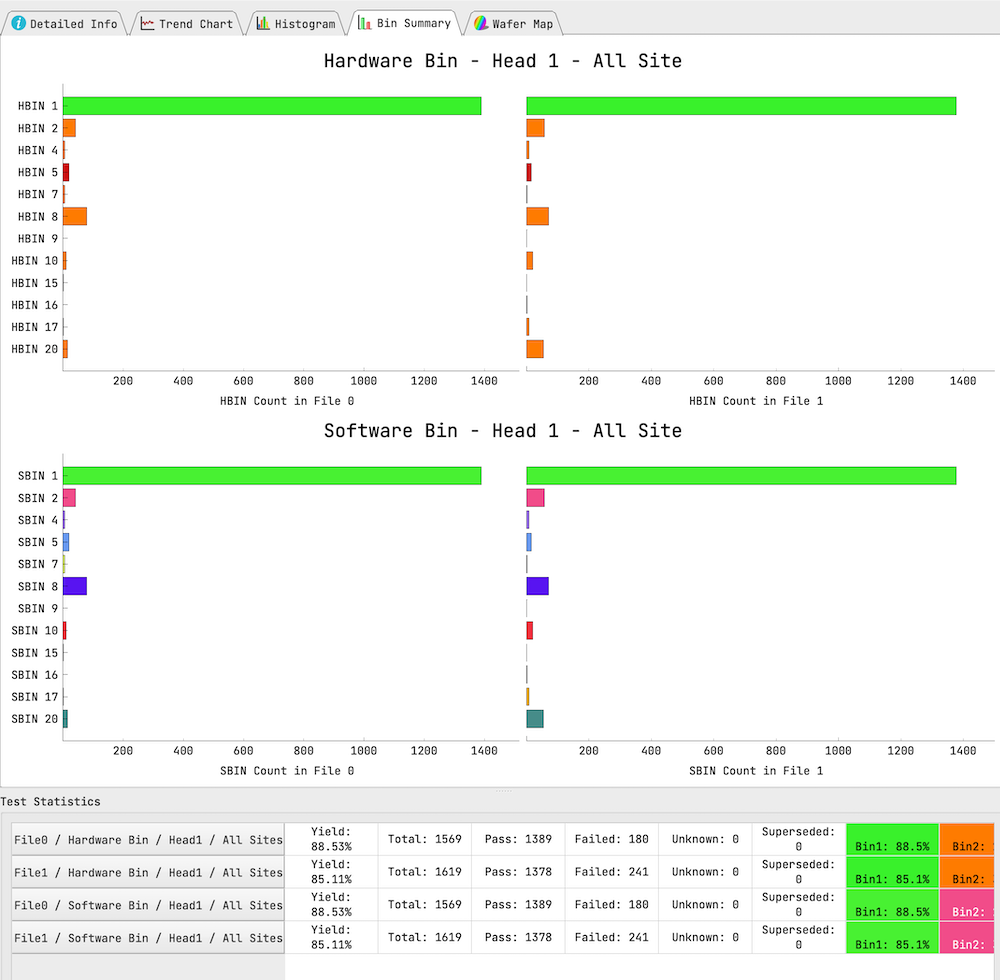 Detailed Info Trend Chart Histogram Bin Summary Wafer Map
Hardware Bin - Head 1 - All Site
HBIN 1
HBIN 2
HBIN 4
HBIN 5
HBIN 7
HBIN 8
HBIN 9
HBIN 10
HBIN 15
HBIN 16
HBIN 17
HBIN 20
200 400 600 800 1000 1200 1400 200 400 600 800 1000 1200 1400
HBIN Count in File 0 HBIN Count in File 1
Software Bin - Head 1 - All Site
SBIN 1
SBIN 2
SBIN 4
SBIN 5
SBIN 7
SBIN 8
SBIN 9
SBIN 10
SBIN 15
SBIN 16
SBIN 17
SBIN 20
200 400 600 800 1000 1200 1400 200 400 600 800 1000 1200 1400
SBIN Count in File 0 SBIN Count in File 1
Test Statistics
File0 / Hardware Bin / Head1 / All Sites Yield: 88.53% Total: 1569 Pass: 1389 Failed: 180 Unknown: 0 Superseded: 0 Bin1: 88.5% Bin2:
File1 / Hardware Bin / Head1 / All Sites Yield: 85.11% Total: 1619 Pass: 1378 Failed: 241 Unknown: 0 Superseded: 0 Bin1: 85.1% Bin2:
File0 / Software Bin / Head1 / All Sites Yield: 88.53% Total: 1569 Pass: 1389 Failed: 180 Unknown: 0 Superseded: 0 Bin1: 88.5% Bin2:
File1 / Software Bin / Head1 / All Sites Yield: 85.11% Total: 1619 Pass: 1378 Failed: 241 Unknown: 0 Superseded: 0 Bin1: 85.1% Bin2: